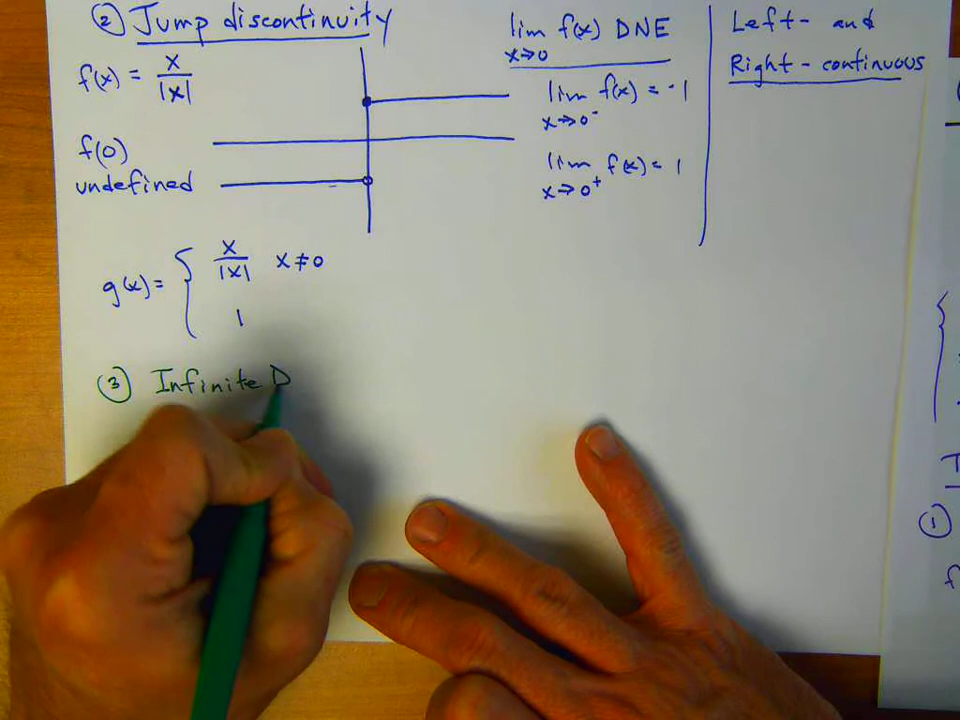 ② Jump discontinuity
f(x) = x/|x|
f(0)
undefined
lim f(x) DNE
x→0
lim f(x) = -1
x→0⁻
lim f(x) = 1
x→0⁺
Left- and
Right-continuous
g(x) = { x/|x| x≠0
1
③ Infinite D
①
f